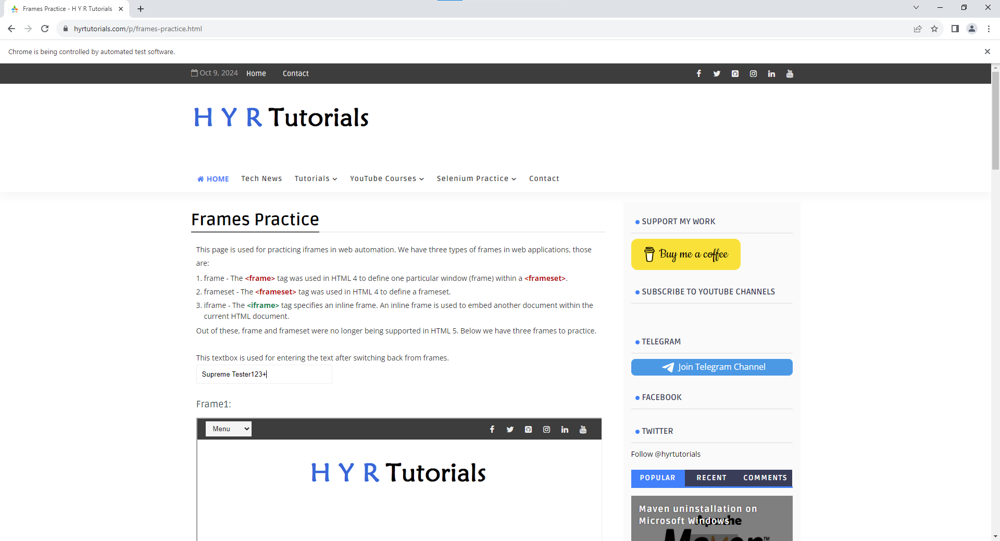 Frames Practice - H Y R Tutorials
hyrtutorials.com/p/frames-practice.html
Chrome is being controlled by automated test software.
Oct 9, 2024 Home Contact
H Y R Tutorials
HOME Tech News Tutorials YouTube Courses Selenium Practice Contact
Frames Practice
This page is used for practicing iframes in web automation. We have three types of frames in web applications, those
are:
1. frame - The <frame> tag was used in HTML 4 to define one particular window (frame) within a <frameset>.
2. frameset - The <frameset> tag was used in HTML 4 to define a frameset.
3. iframe - The <iframe> tag specifies an inline frame. An inline frame is used to embed another document within the
current HTML document.
Out of these, frame and frameset were no longer being supported in HTML 5. Below we have three frames to practice.
This textbox is used for entering the text after switching back from frames.
Supreme Tester123+
Frame1:
Menu
H Y R Tutorials
SUPPORT MY WORK
Buy me a coffee
SUBSCRIBE TO YOUTUBE CHANNELS
TELEGRAM
Join Telegram Channel
FACEBOOK
TWITTER
Follow @hyrtutorials
POPULAR RECENT COMMENTS
Maven uninstallation on
Microsoft Windows
Apache
Maven™